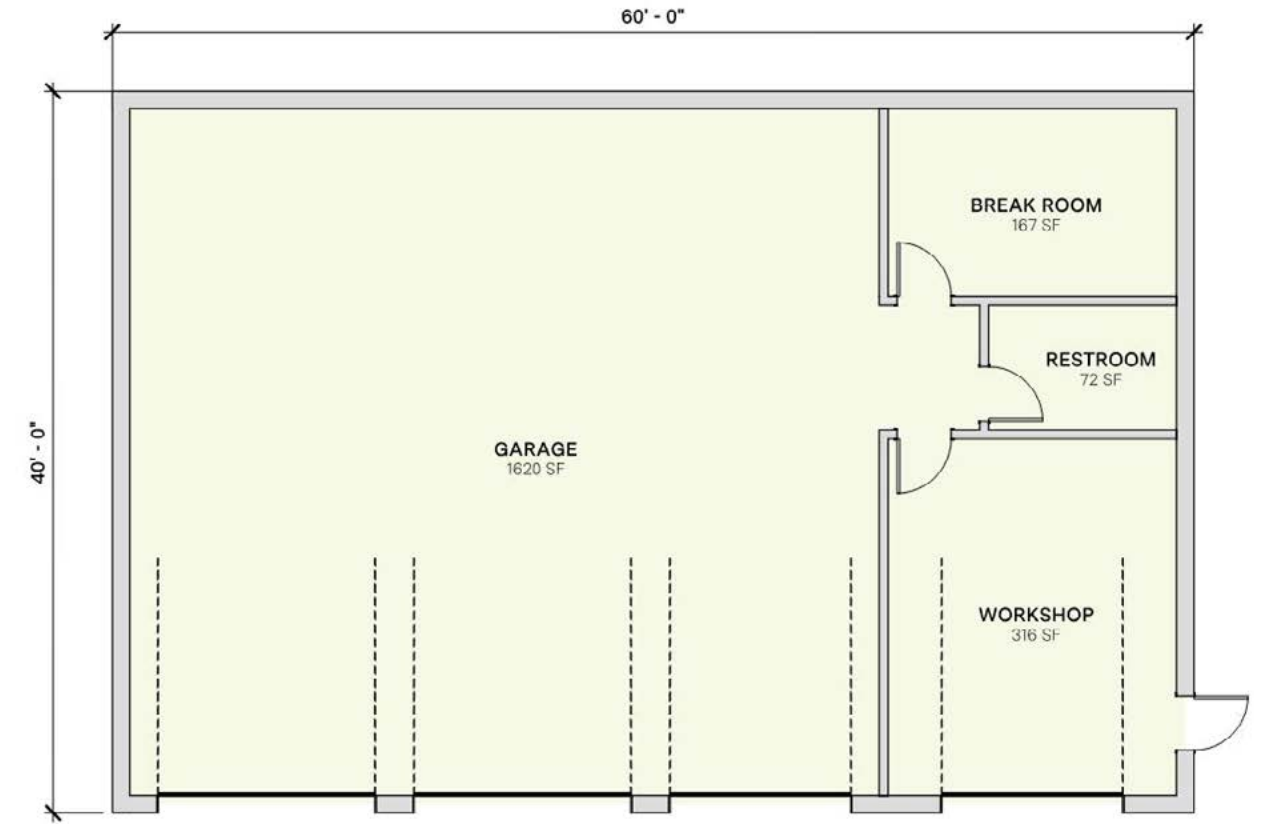 60' - 0"
BREAK ROOM
167 SF
RESTROOM
72 SF
40' - 0"
GARAGE
1620 SF
WORKSHOP
316 SF